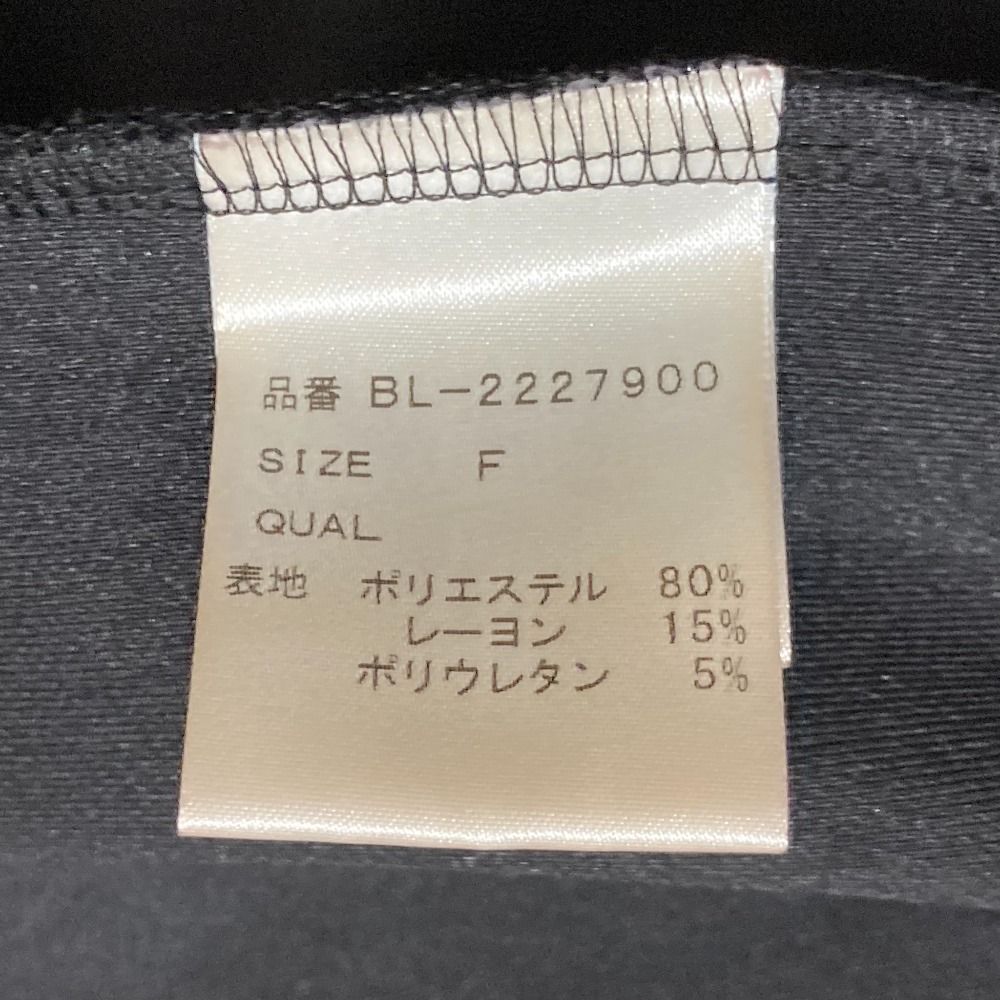 品番 BL-2227900
SIZE F
QUAL
表地 ポリエステル 80%
レーヨン 15%
ポリウレタン 5%